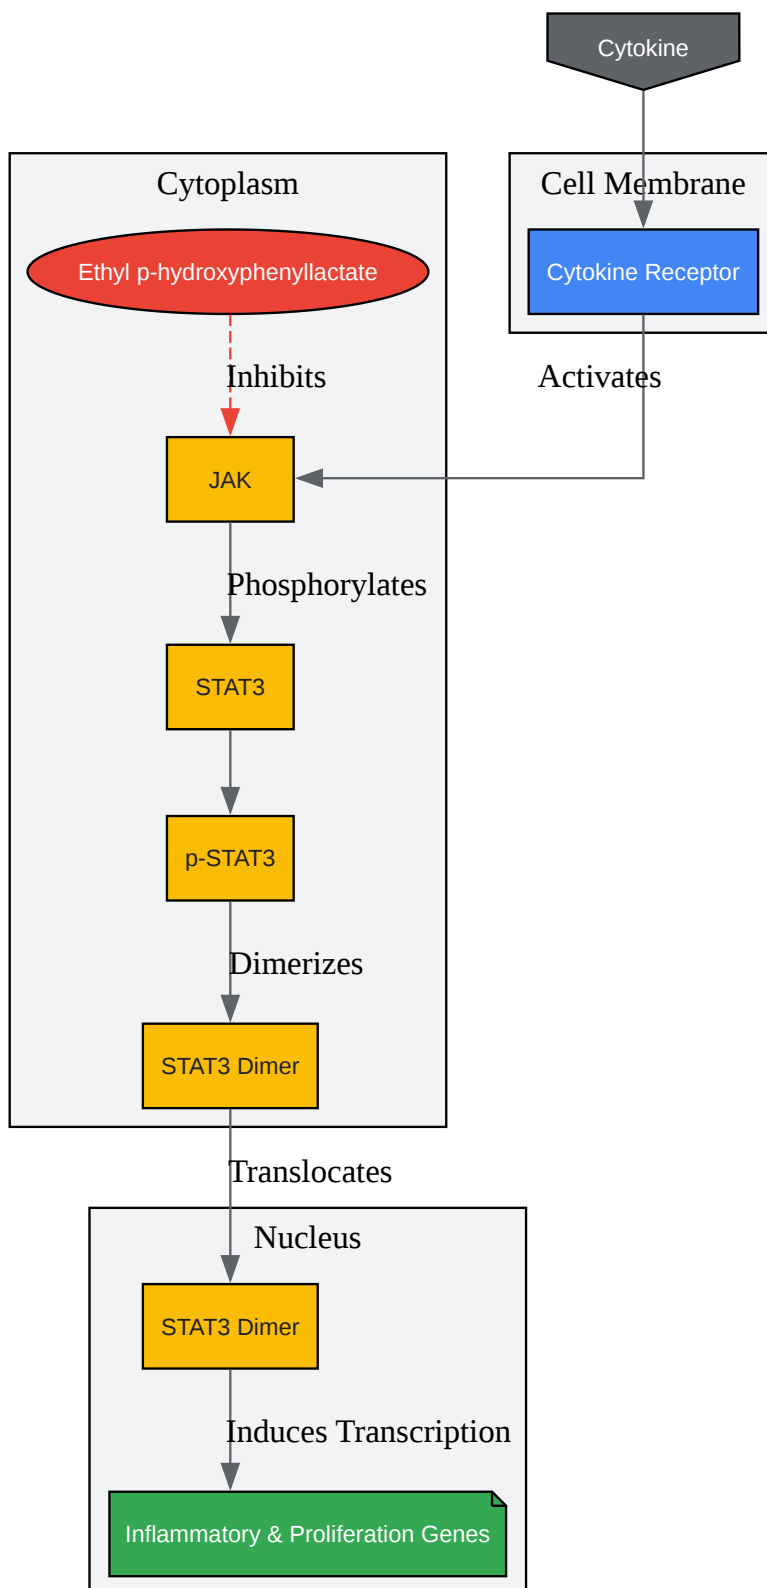 Cytokine
Cytoplasm
Cell Membrane
Ethyl p-hydroxyphenyllactate
Cytokine Receptor
Inhibits
Activates
JAK
Phosphorylates
STAT3
p-STAT3
Dimerizes
STAT3 Dimer
Translocates
Nucleus
STAT3 Dimer
Induces Transcription
Inflammatory & Proliferation Genes